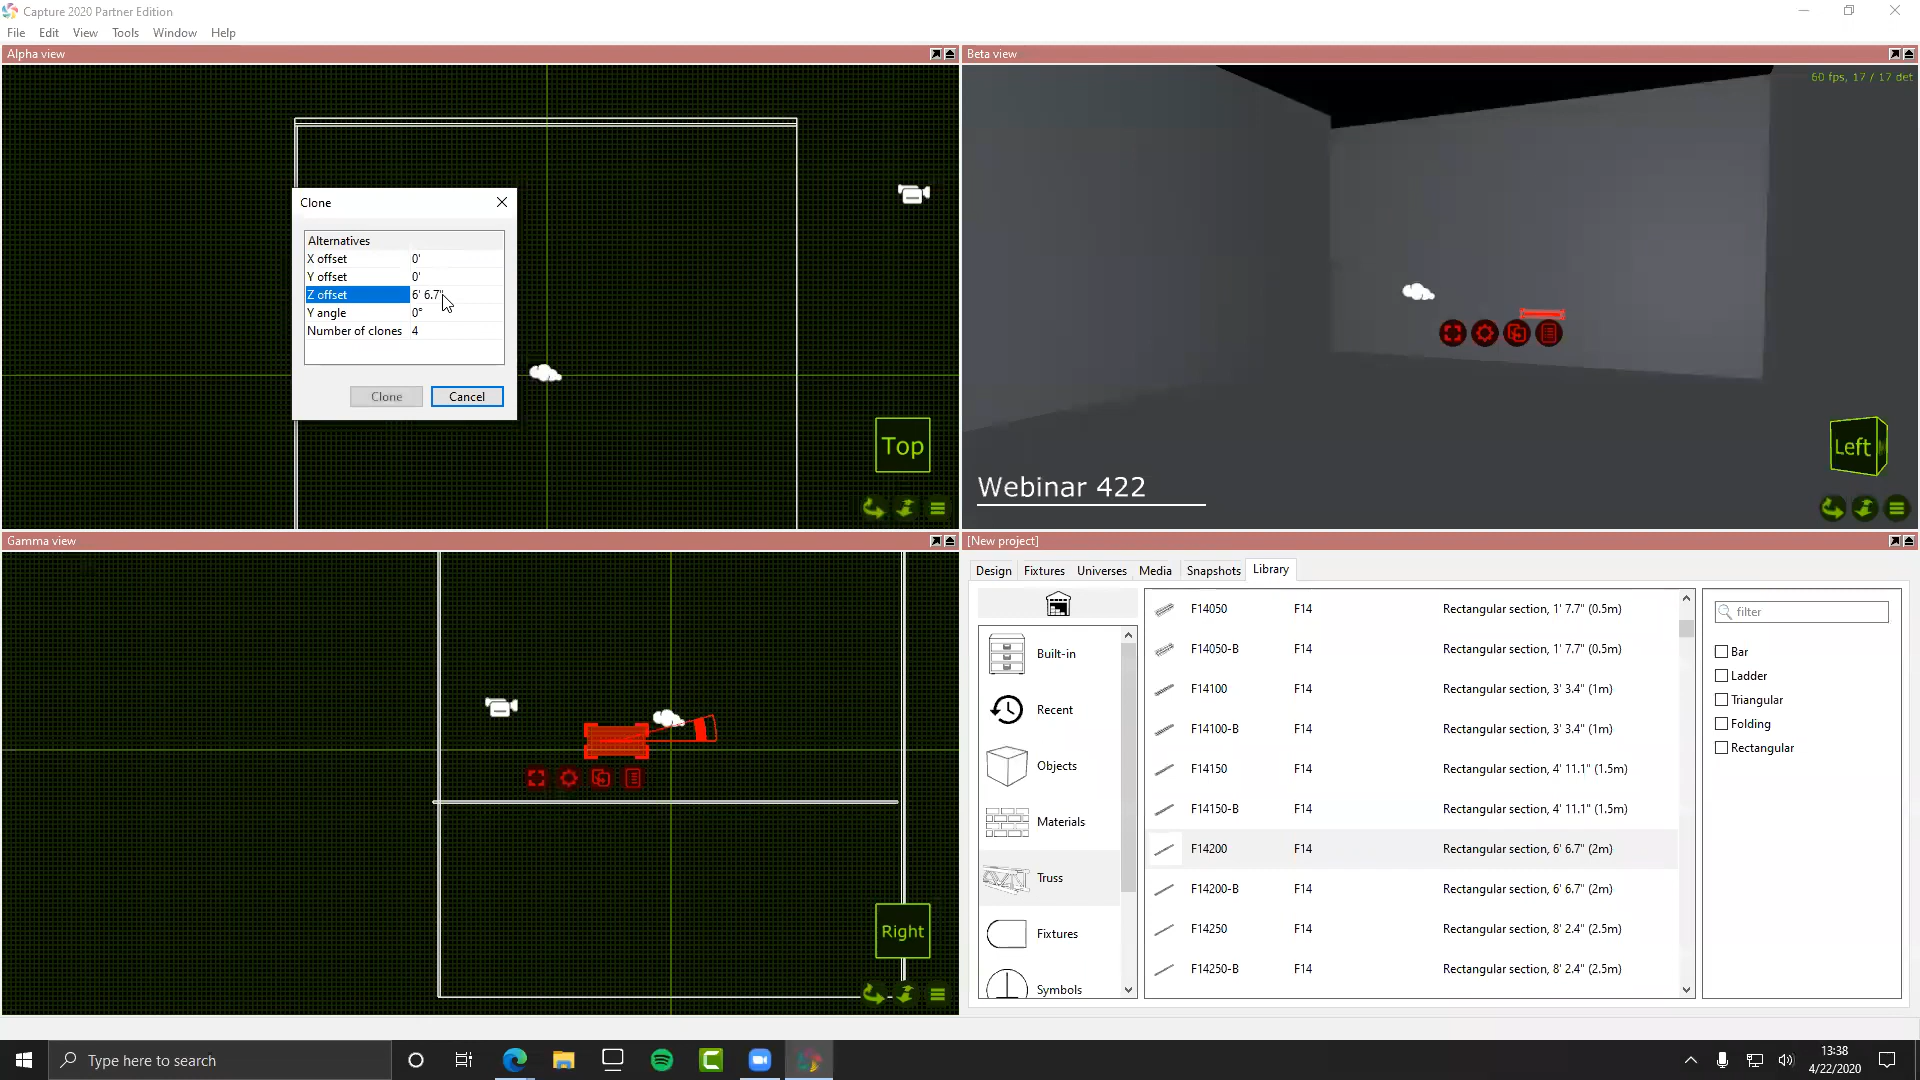 Capture 2020 Partner Edition
File Edit View Tools Window Help
Alpha view
Beta view
60 fps, 17 / 17 det
Clone
Alternatives
X offset 0'
Y offset 0'
Z offset 6' 6.7"
Y angle 0°
Number of clones 4
Clone Cancel
Top
Webinar 422
Left
Gamma view
Right
[New project]
Design Fixtures Universes Media Snapshots Library
Built-in
Recent
Objects
Materials
Truss
Fixtures
Symbols
F14050 F14 Rectangular section, 1' 7.7" (0.5m)
F14050-B F14 Rectangular section, 1' 7.7" (0.5m)
F14100 F14 Rectangular section, 3' 3.4" (1m)
F14100-B F14 Rectangular section, 3' 3.4" (1m)
F14150 F14 Rectangular section, 4' 11.1" (1.5m)
F14150-B F14 Rectangular section, 4' 11.1" (1.5m)
F14200 F14 Rectangular section, 6' 6.7" (2m)
F14200-B F14 Rectangular section, 6' 6.7" (2m)
F14250 F14 Rectangular section, 8' 2.4" (2.5m)
F14250-B F14 Rectangular section, 8' 2.4" (2.5m)
filter
Bar
Ladder
Triangular
Folding
Rectangular
Type here to search
13:38
4/22/2020